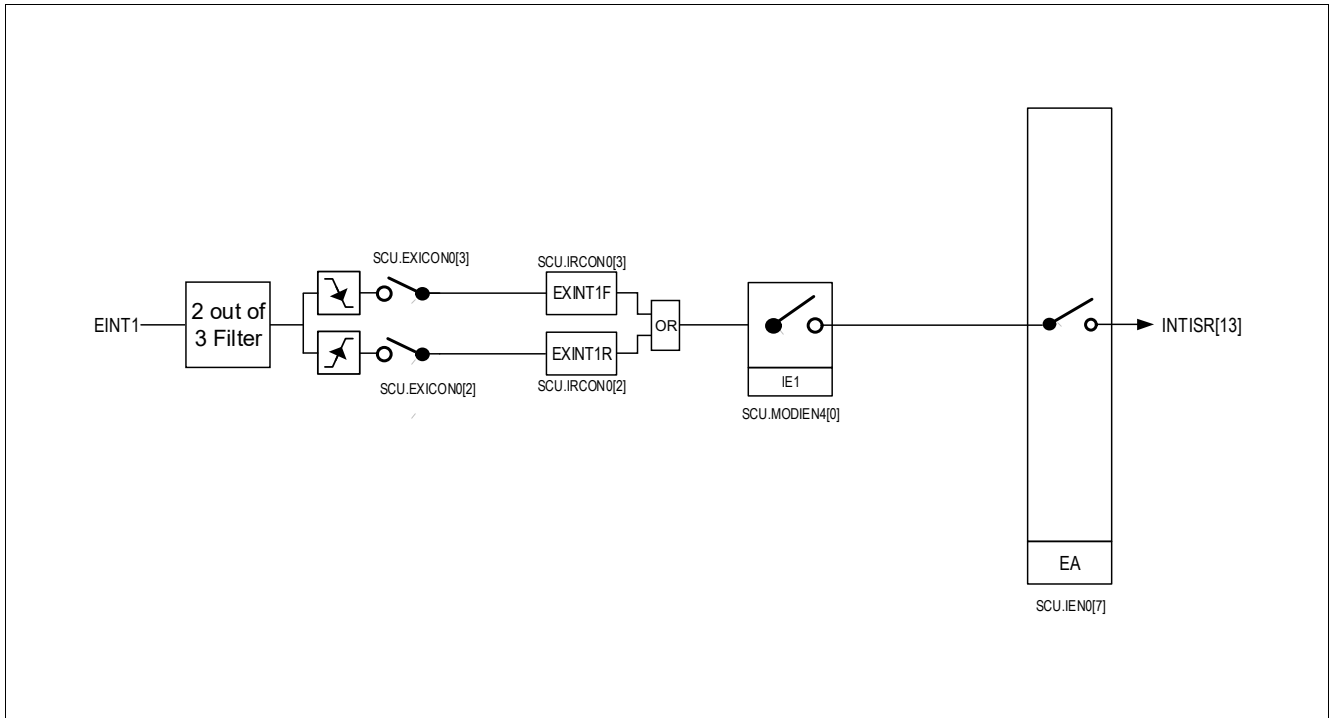 SCU.EXICON0[3]
SCU.IRCON0[3]
EINT1
2 out of
3 Filter
EXINT1F
OR
INTISR[13]
EXINT1R
SCU.EXICON0[2]
SCU.IRCON0[2]
IE1
SCU.MODIEN4[0]
EA
SCU.IEN0[7]